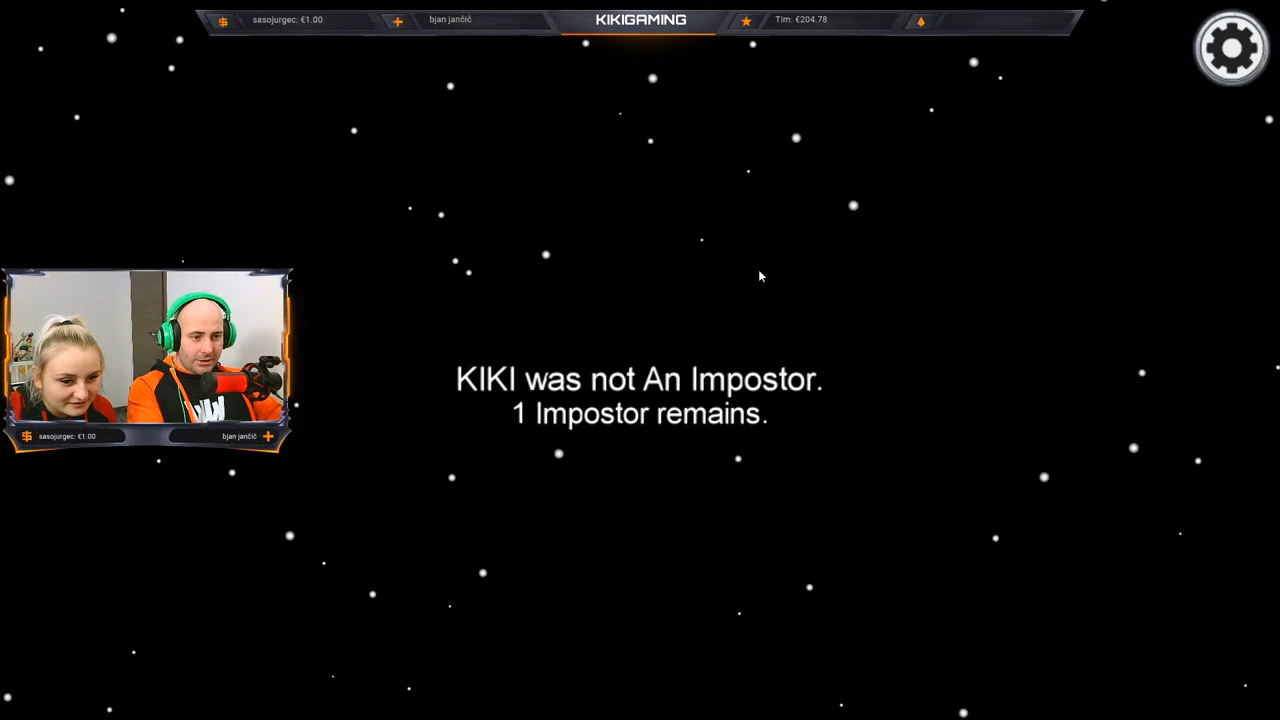 sasojurgec: €1.00
bjan jančič
KIKIGAMING
Tim: €204.78
KIKI was not An Impostor.
1 Impostor remains.
sasojurgec: €1.00
bjan jančič